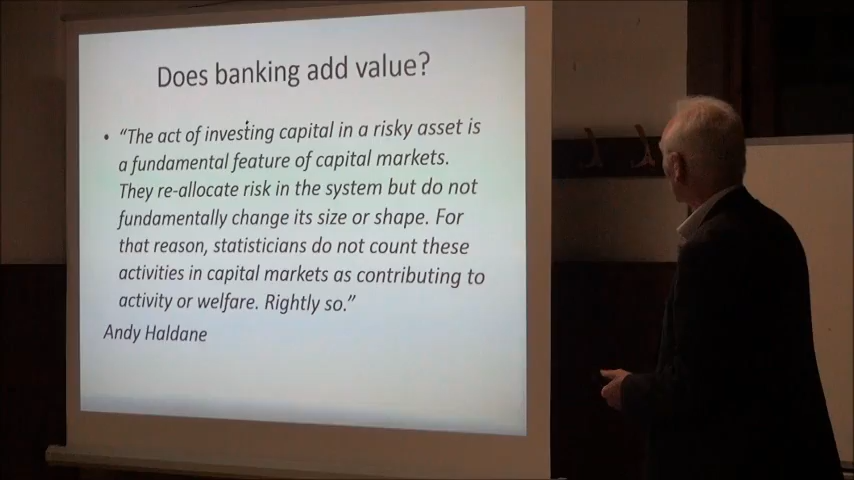 Does banking add value?
• “The act of investing capital in a risky asset is
a fundamental feature of capital markets.
They re-allocate risk in the system but do not
fundamentally change its size or shape. For
that reason, statisticians do not count these
activities in capital markets as contributing to
activity or welfare. Rightly so.”
Andy Haldane